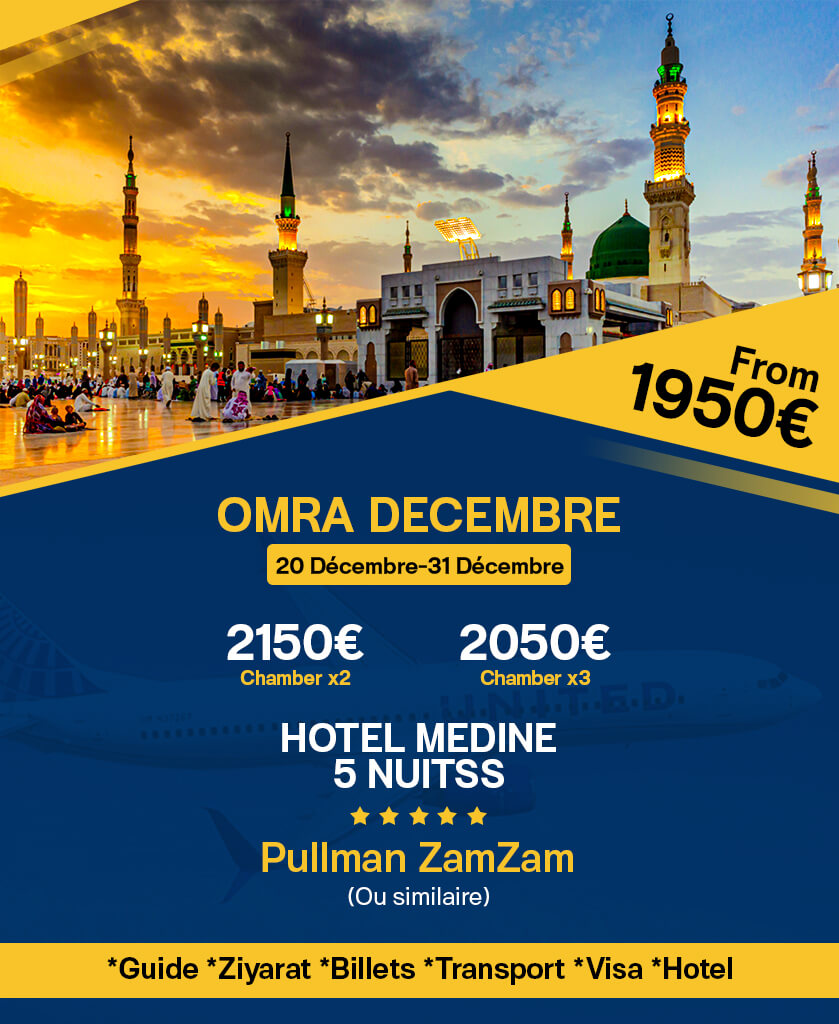 From
1950€
OMRA DECEMBRE
20 Décembre-31 Décembre
2150€ 2050€
Chamber x2 Chamber x3
UNITED
HOTEL MEDINE
5 NUITSS
Pullman ZamZam
(Ou similaire)
*Guide *Ziyarat *Billets *Transport *Visa *Hotel